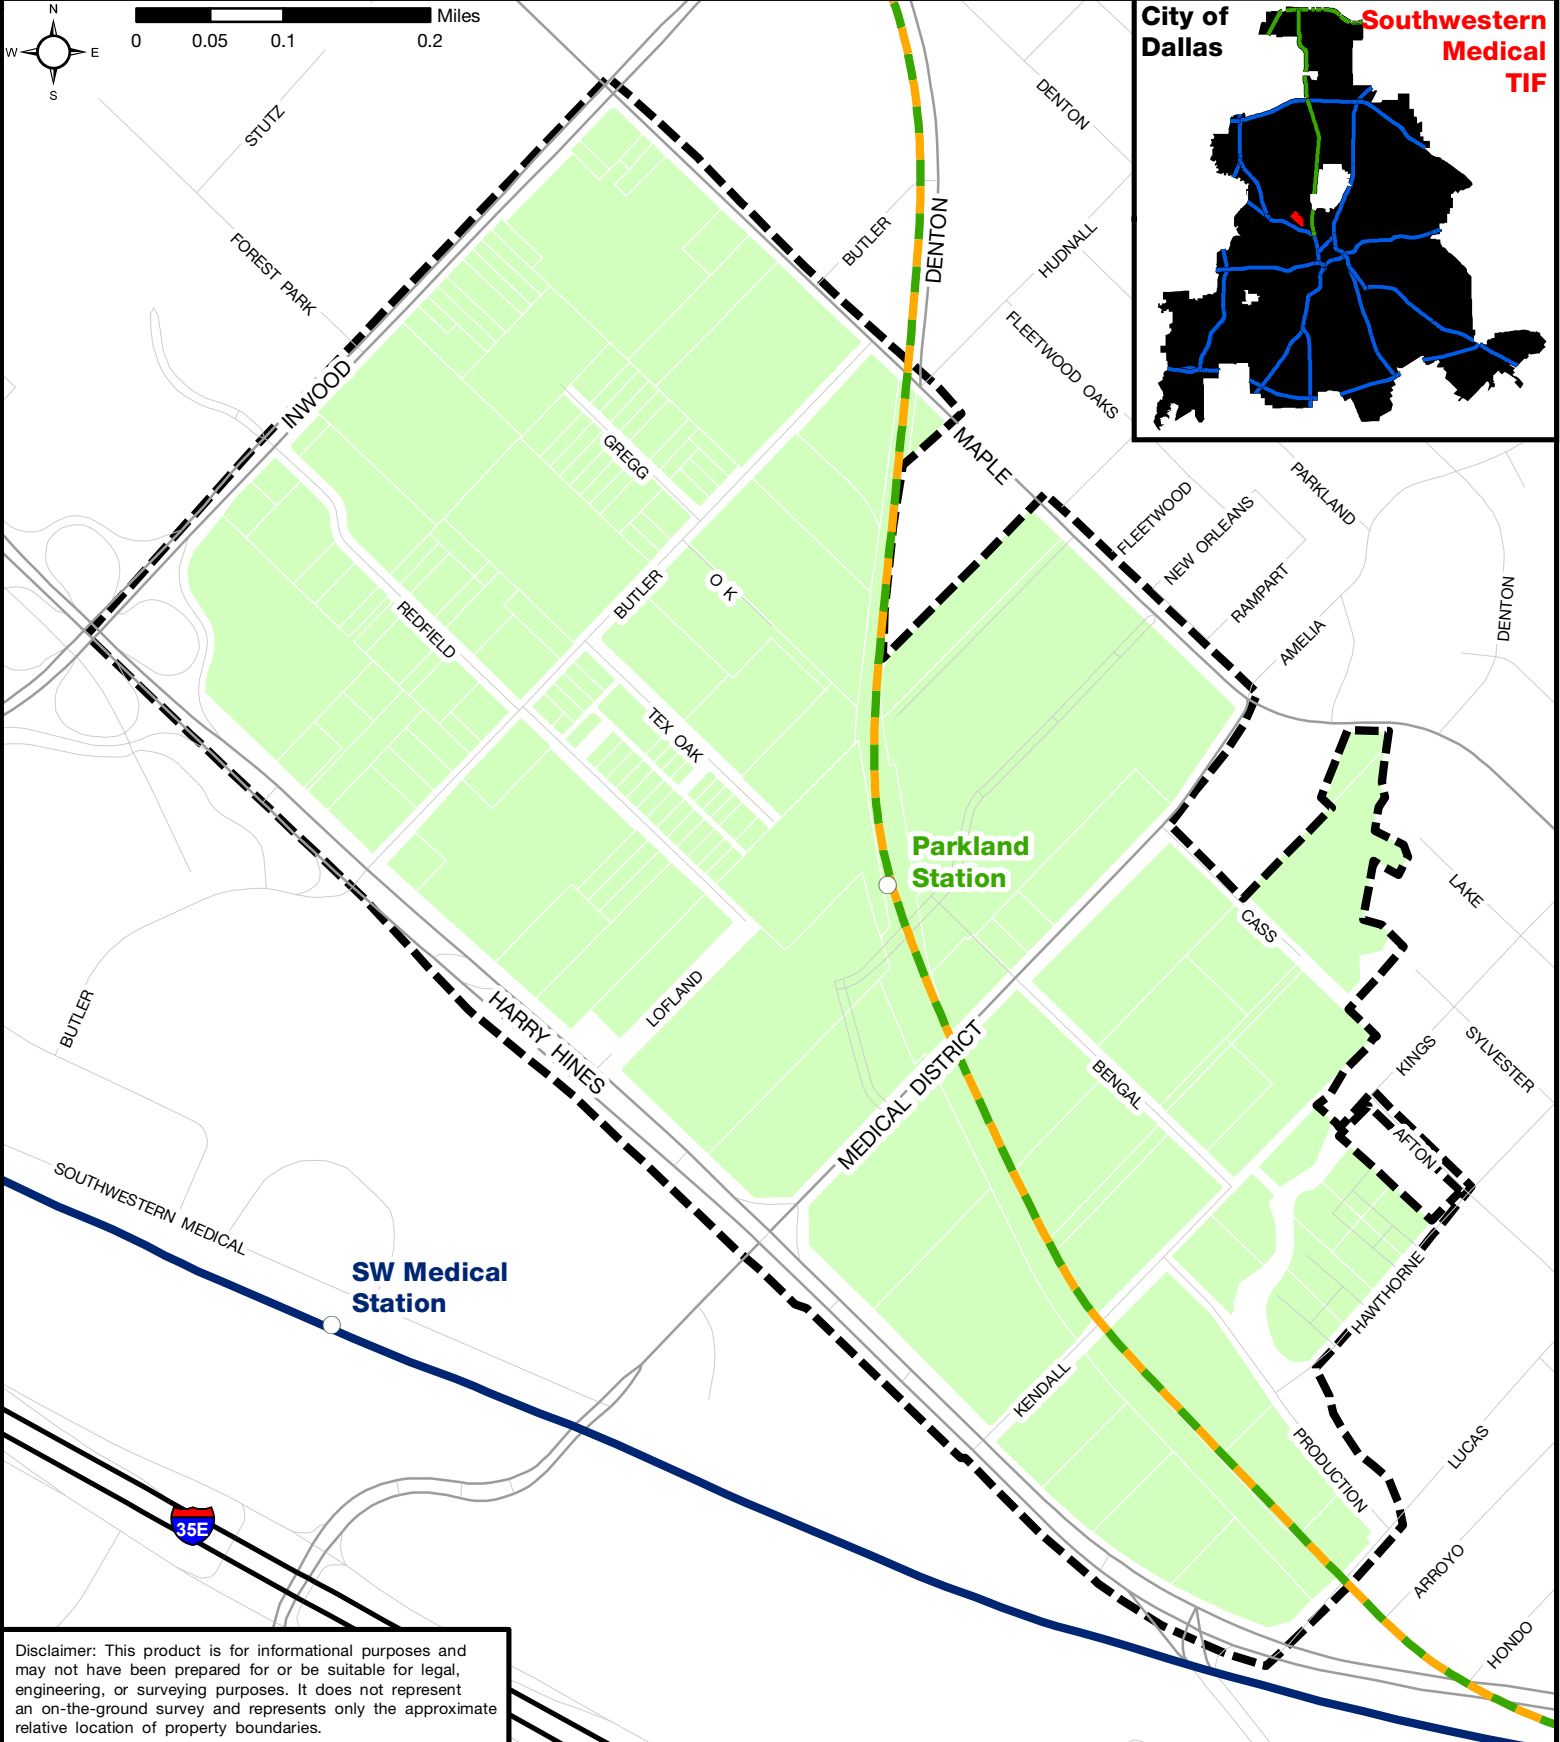 N
W
E
S
Miles
0
0.05
0.1
0.2
City of
Dallas
Southwestern
Medical
TIF
STUTZ
DENTON
FOREST PARK
BUTLER
DENTON
HUDNALL
FLEETWOOD OAKS
INWOOD
GREGG
MAPLE
PARKLAND
FLEETWOOD
NEW ORLEANS
RAMPART
AMELIA
DENTON
O K
BUTLER
REDFIELD
TEX OAK
Parkland
Station
LAKE
CASS
BUTLER
LOFLAND
HARRY HINES
MEDICAL DISTRICT
BENGAL
KINGS
SYLVESTER
AFTON
SOUTHWESTERN MEDICAL
SW Medical
Station
HAWTHORNE
KENDALL
PRODUCTION
LUCAS
35E
ARROYO
HONDO
Disclaimer: This product is for informational purposes and
may not have been prepared for or be suitable for legal,
engineering, or surveying purposes. It does not represent
an on-the-ground survey and represents only the approximate
relative location of property boundaries.